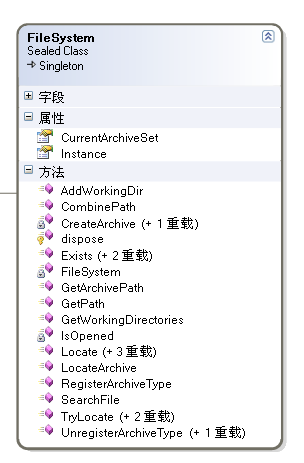 FileSystem
Sealed Class
Singleton
字段
属性
CurrentArchiveSet
Instance
方法
AddWorkingDir
CombinePath
CreateArchive (+ 1 重载)
dispose
Exists (+ 2 重载)
FileSystem
GetArchivePath
GetPath
GetWorkingDirectories
IsOpened
Locate (+ 3 重载)
LocateArchive
RegisterArchiveType
SearchFile
TryLocate (+ 2 重载)
UnregisterArchiveType (+ 1 重载)